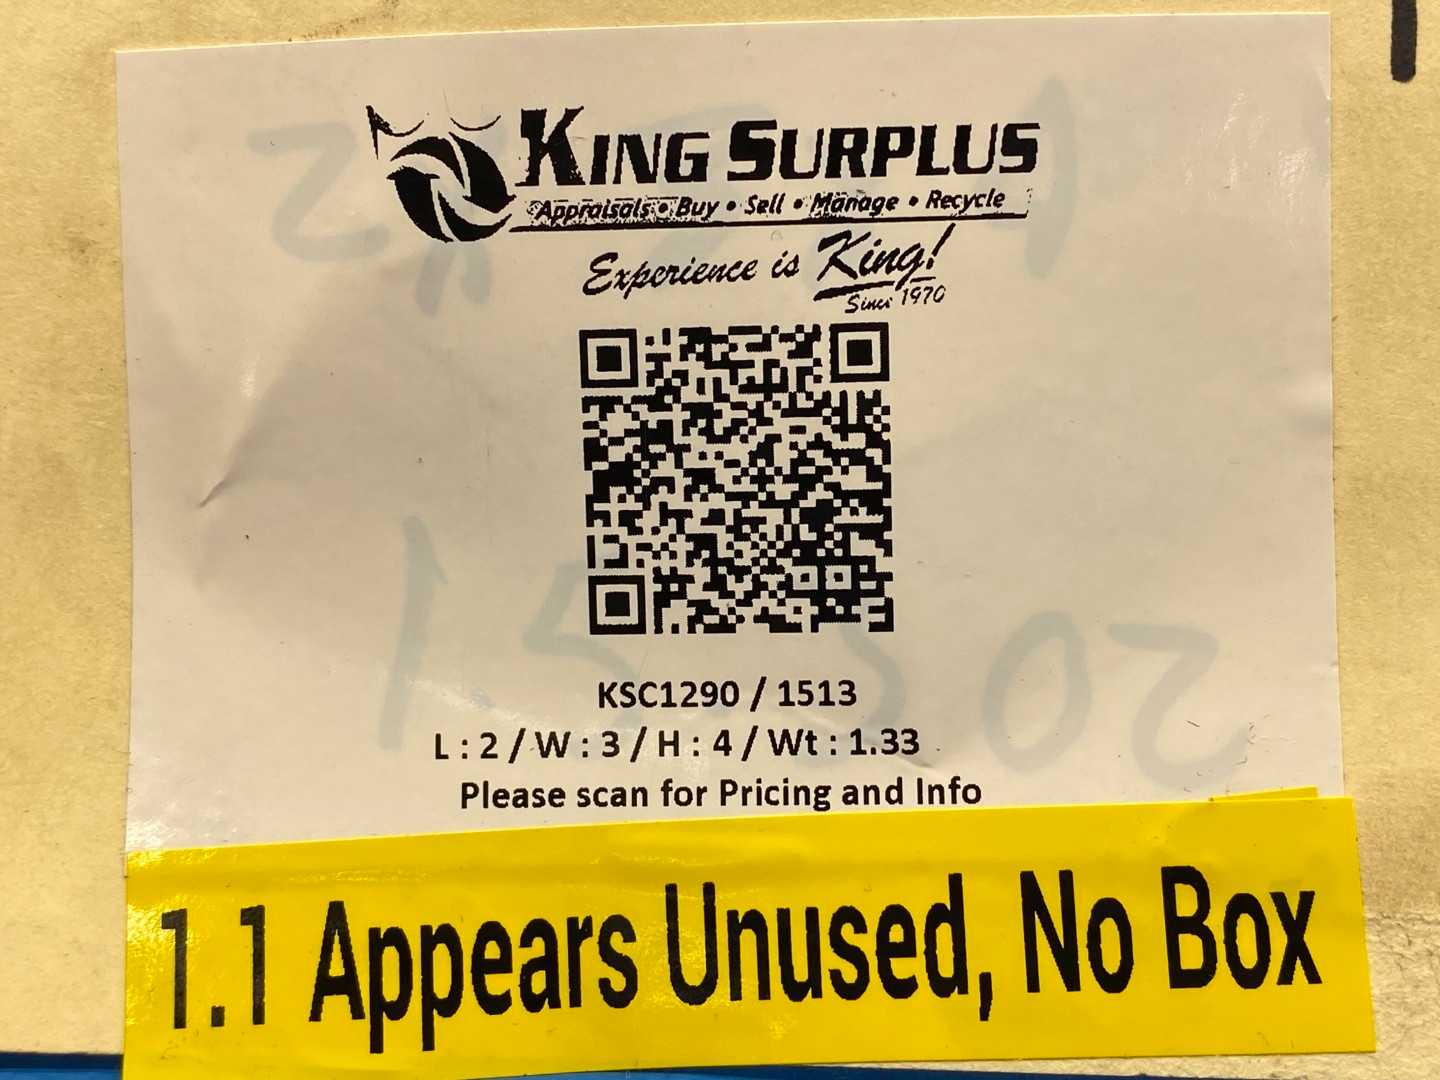 KING SURPLUS
Appraisals • Buy • Sell • Manage • Recycle
Experience is King!
Since 1970
KSC1290 / 1513
L : 2 / W : 3 / H : 4 / Wt : 1.33
Please scan for Pricing and Info
1.1 Appears Unused, No Box